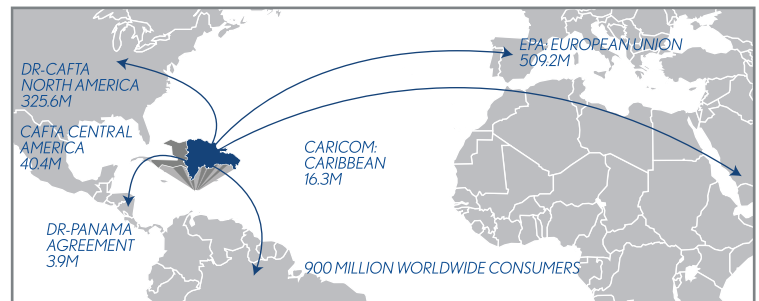 DR-CAFTA
NORTH AMERICA
325.6M
CAFTA CENTRAL
AMERICA
40.4M
DR-PANAMA
AGREEMENT
3.9M
EPA: EUROPEAN UNION
509.2M
CARICOM:
CARIBBEAN
16.3M
900 MILLION WORLDWIDE CONSUMERS